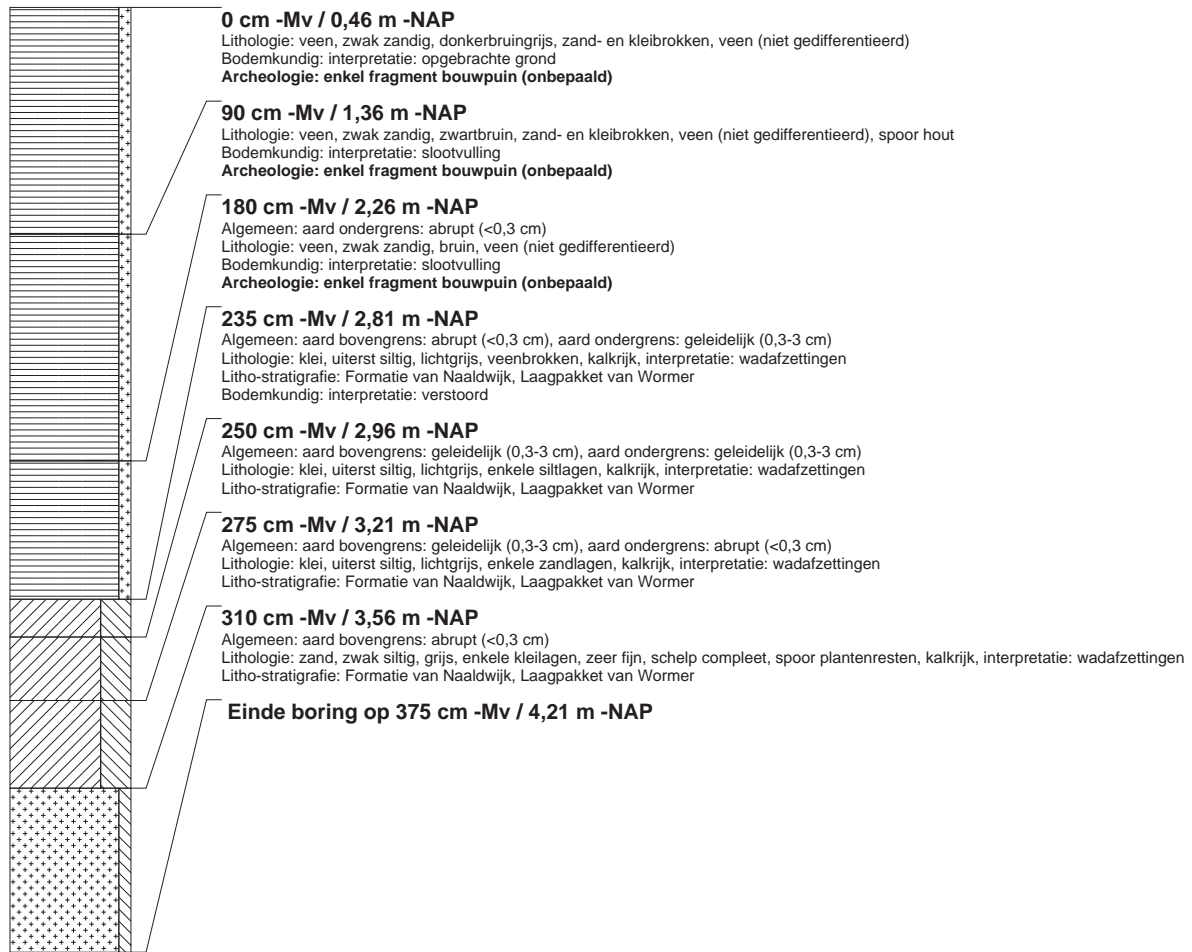 0 cm -Mv / 0,46 m -NAP
Lithologie: veen, zwak zandig, donkerbruingrijs, zand- en kleibrokken, veen (niet gedifferentieerd)
Bodemkundig: interpretatie: opgebrachte grond
Archeologie: enkel fragment bouwpuin (onbepaald)
90 cm -Mv / 1,36 m -NAP
Lithologie: veen, zwak zandig, zwartbruin, zand- en kleibrokken, veen (niet gedifferentieerd), spoor hout
Bodemkundig: interpretatie: slootvulling
Archeologie: enkel fragment bouwpuin (onbepaald)
180 cm -Mv / 2,26 m -NAP
Algemeen: aard ondergrens: abrupt (<0,3 cm)
Lithologie: veen, zwak zandig, bruin, veen (niet gedifferentieerd)
Bodemkundig: interpretatie: slootvulling
Archeologie: enkel fragment bouwpuin (onbepaald)
235 cm -Mv / 2,81 m -NAP
Algemeen: aard bovengrens: abrupt (<0,3 cm), aard ondergrens: geleidelijk (0,3-3 cm)
Lithologie: klei, uiterst siltig, lichtgrijs, veenbrokken, kalkrijk, interpretatie: wadafzettingen
Litho-stratigrafie: Formatie van Naaldwijk, Laagpakket van Wormer
Bodemkundig: interpretatie: verstoord
250 cm -Mv / 2,96 m -NAP
Algemeen: aard bovengrens: geleidelijk (0,3-3 cm), aard ondergrens: geleidelijk (0,3-3 cm)
Lithologie: klei, uiterst siltig, lichtgrijs, enkele siltlagen, kalkrijk, interpretatie: wadafzettingen
Litho-stratigrafie: Formatie van Naaldwijk, Laagpakket van Wormer
275 cm -Mv / 3,21 m -NAP
Algemeen: aard bovengrens: geleidelijk (0,3-3 cm), aard ondergrens: abrupt (<0,3 cm)
Lithologie: klei, uiterst siltig, lichtgrijs, enkele zandlagen, kalkrijk, interpretatie: wadafzettingen
Litho-stratigrafie: Formatie van Naaldwijk, Laagpakket van Wormer
310 cm -Mv / 3,56 m -NAP
Algemeen: aard bovengrens: abrupt (<0,3 cm)
Lithologie: zand, zwak siltig, grijs, enkele kleilagen, zeer fijn, schelp compleet, spoor plantenresten, kalkrijk, interpretatie: wadafzettingen
Litho-stratigrafie: Formatie van Naaldwijk, Laagpakket van Wormer
Einde boring op 375 cm -Mv / 4,21 m -NAP